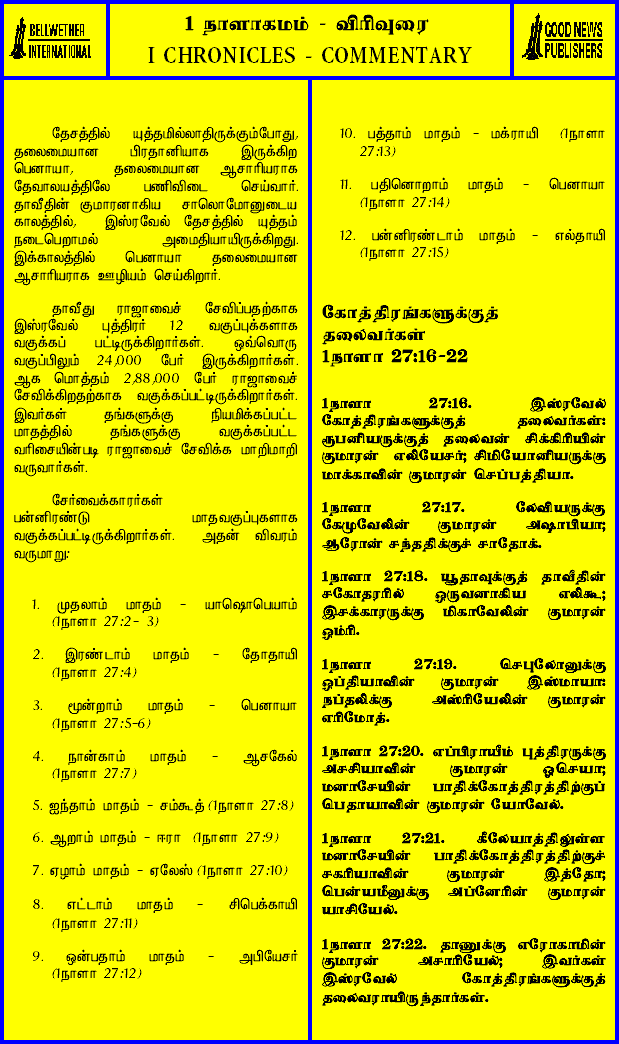 BELLWETHER
INTERNATIONAL
1 நாளாகமம் - விரிவுரை
I CHRONICLES - COMMENTARY
GOOD NEWS
PUBLISHERS
தேசத்தில் யுத்தமில்லாதிருக்கும்போது,
தலைமையான பிரதானியாக இருக்கிற
பெனாயா, தலைமையான ஆசாரியராக
தேவாலயத்திலே பணிவிடை செய்வார்.
தாவீதின் குமாரனாகிய சாலொமோனுடைய
காலத்தில், இஸ்ரவேல் தேசத்தில் யுத்தம்
நடைபெறாமல் அமைதியாயிருக்கிறது.
இக்காலத்தில் பெனாயா தலைமையான
ஆசாரியராக ஊழியம் செய்கிறார்.
தாவீது ராஜாவைச் சேவிப்பதற்காக
இஸ்ரவேல் புத்திரர் 12 வகுப்புக்களாக
வகுக்கப் பட்டிருக்கிறார்கள். ஒவ்வொரு
வகுப்பிலும் 24,000 பேர் இருக்கிறார்கள்.
ஆக மொத்தம் 2,88,000 பேர் ராஜாவைச்
சேவிக்கிறதற்காக வகுக்கப்பட்டிருக்கிறார்கள்.
இவர்கள் தங்களுக்கு நியமிக்கப்பட்ட
மாதத்தில் தங்களுக்கு வகுக்கப்பட்ட
வரிசையின்படி ராஜாவைச் சேவிக்க மாறிமாறி
வருவார்கள்.
சேர்வைக்காரர்கள்
பன்னிரண்டு மாதவகுப்புகளாக
வகுக்கப்பட்டிருக்கிறார்கள். அதன் விவரம்
வருமாறு:
1. முதலாம் மாதம் - யாஷொபெயாம்
(1நாளா 27:2- 3)
2. இரண்டாம் மாதம் - தோதாயி
(1நாளா 27:4)
3. மூன்றாம் மாதம் - பெனாயா
(1நாளா 27:5-6)
4. நான்காம் மாதம் - ஆசகேல்
(1நாளா 27:7)
5. ஐந்தாம் மாதம் - சம்கூத் (1நாளா 27:8)
6. ஆறாம் மாதம் - ஈரா (1நாளா 27:9)
7. ஏழாம் மாதம் - ஏலேஸ் (1நாளா 27:10)
8. எட்டாம் மாதம் - சிபெக்காயி
(1நாளா 27:11)
9. ஒன்பதாம் மாதம் - அபியேசர்
(1நாளா 27:12)
10. பத்தாம் மாதம் - மக்ராயி (1நாளா
27:13)
11. பதினொறாம் மாதம் - பெனாயா
(1நாளா 27:14)
12. பன்னிரண்டாம் மாதம் - எல்தாயி
(1நாளா 27:15)
கோத்திரங்களுக்குத்
தலைவர்கள்
1நாளா 27:16-22
1நாளா 27:16. இஸ்ரவேல்
கோத்திரங்களுக்குத் தலைவர்கள்:
ரூபனியருக்குத் தலைவன் சிக்கிரியின்
குமாரன் எலியேசர்; சிமியோனியருக்கு
மாக்காவின் குமாரன் செப்பத்தியா.
1நாளா 27:17. லேவியருக்கு
கேமுவேலின் குமாரன் அஷாபியா;
ஆரோன் சந்ததிக்குச் சாதோக்.
1நாளா 27:18. யூதாவுக்குத் தாவீதின்
சகோதரரில் ஒருவனாகிய எலிகூ;
இசக்காரருக்கு மிகாவேலின் குமாரன்
ஒம்ரி.
1நாளா 27:19. செபுலோனுக்கு
ஒப்தியாவின் குமாரன் இஸ்மாயா:
நப்தலிக்கு அஸ்ரியேலின் குமாரன்
எரிமோத்.
1நாளா 27:20. எப்பிராயீம் புத்திரருக்கு
அசசியாவின் குமாரன் ஓசெயா;
மனாசேயின் பாதிக்கோத்திரத்திற்குப்
பெதாயாவின் குமாரன் யோவேல்.
1நாளா 27:21. கீலேயாத்திலுள்ள
மனாசேயின் பாதிக்கோத்திரத்திற்குச்
சகரியாவின் குமாரன் இத்தோ;
பென்யமீனுக்கு அப்னேரின் குமாரன்
யாசியேல்.
1நாளா 27:22. தாணுக்கு எரோகாமின்
குமாரன் அசாரியேல்; இவர்கள்
இஸ்ரவேல் கோத்திரங்களுக்குத்
தலைவராயிருந்தார்கள்.